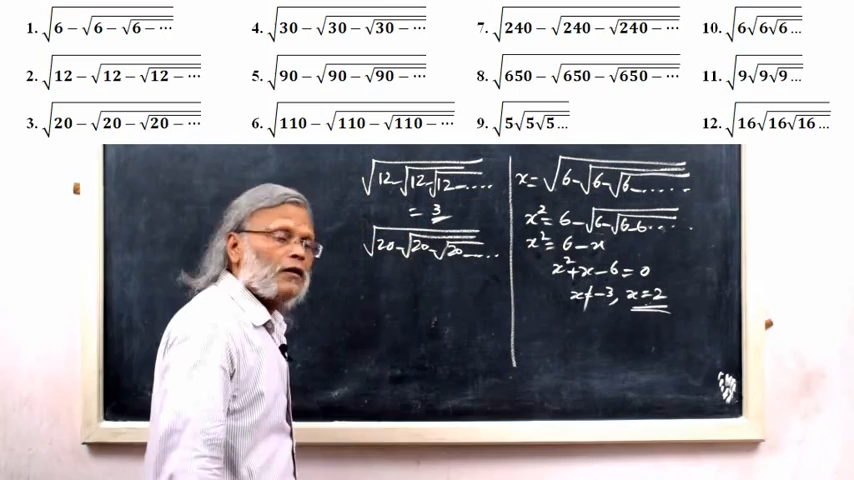 1. √(6 − √(6 − √(6 − ⋯
2. √(12 − √(12 − √(12 − ⋯
3. √(20 − √(20 − √(20 − ⋯
4. √(30 − √(30 − √(30 − ⋯
5. √(90 − √(90 − √(90 − ⋯
6. √(110 − √(110 − √(110 − ⋯
7. √(240 − √(240 − √(240 − ⋯
8. √(650 − √(650 − √(650 − ⋯
9. √(5√(5√5...
10. √(6√(6√6 ...
11. √(9√(9√9 ...
12. √(16√(16√16 ...
√(12-√(12-√(12-....
= 3
√(20-√(20-√(20-....
x = √(6-√(6-√(6-......
x² = 6-√(6-√(6-6....
x² = 6-x
x²+x-6=0
x≠-3, x=2